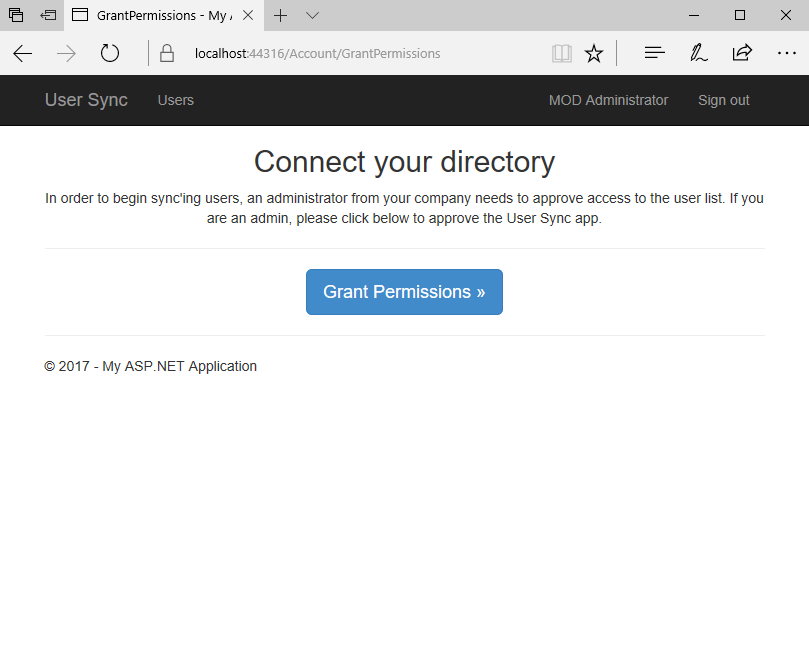 GrantPermissions - My A
localhost:44316/Account/GrantPermissions
User Sync Users MOD Administrator Sign out
Connect your directory
In order to begin sync'ing users, an administrator from your company needs to approve access to the user list. If you
are an admin, please click below to approve the User Sync app.
Grant Permissions »
© 2017 - My ASP.NET Application